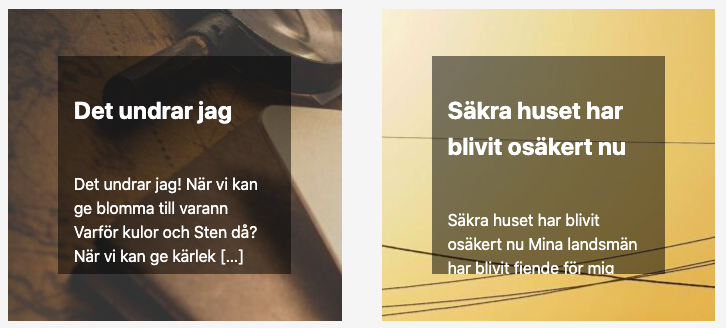 Det undrar jag
Det undrar jag! När vi kan
ge blomma till varann
Varför kulor och Sten då?
När vi kan ge kärlek [...]
Säkra huset har
blivit osäkert nu
Säkra huset har blivit
osäkert nu Mina landsmän
har blivit fiende för mig